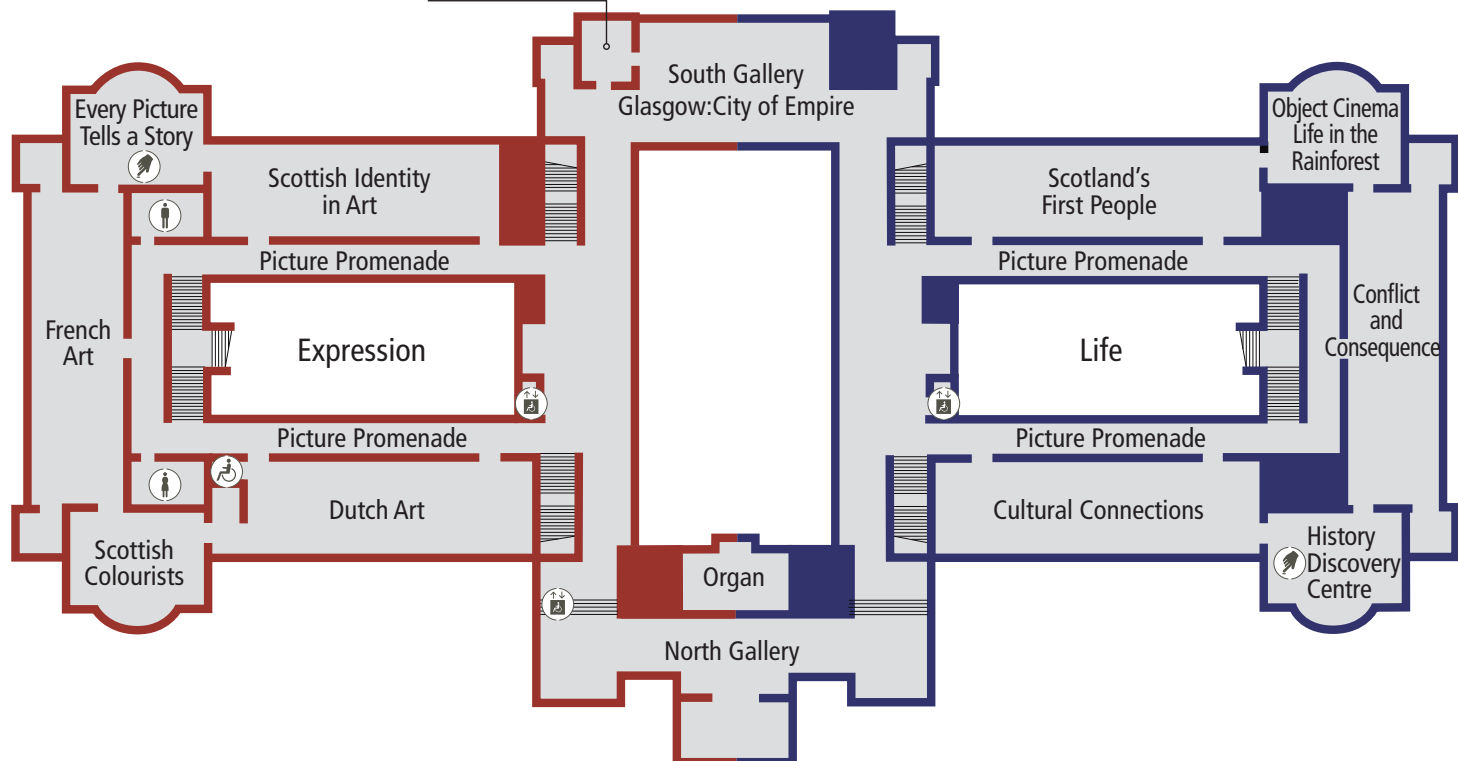 South Gallery
Glasgow:City of Empire
Every Picture
Tells a Story
Object Cinema
Life in the
Rainforest
Scottish Identity
in Art
Scotland's
First People
Picture Promenade
Picture Promenade
French
Art
Expression
Life
Conflict
and
Consequence
Picture Promenade
Picture Promenade
Dutch Art
Cultural Connections
Scottish
Colourists
Organ
History
Discovery
Centre
North Gallery